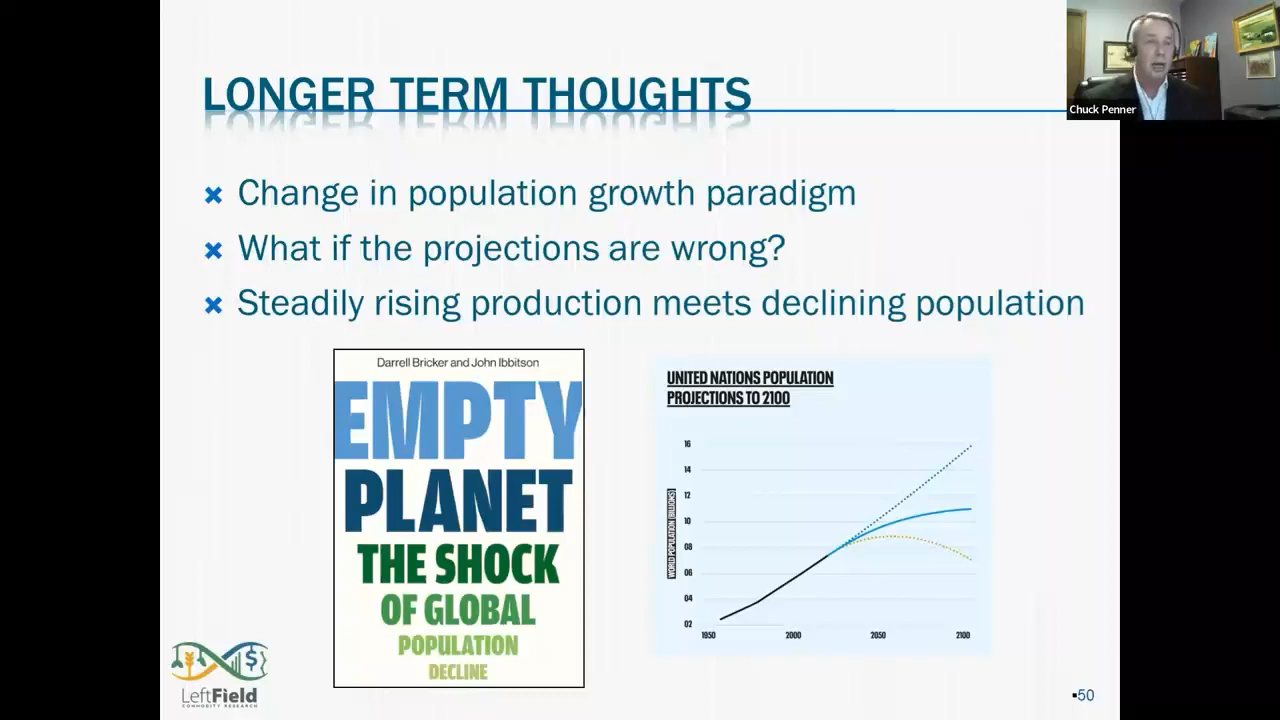 Chuck Penner
LONGER TERM THOUGHTS
Change in population growth paradigm
What if the projections are wrong?
Steadily rising production meets declining population
Darrell Bricker and John Ibbitson
EMPTY
PLANET
THE SHOCK
OF GLOBAL
POPULATION
DECLINE
UNITED NATIONS POPULATION
PROJECTIONS TO 2100
WORLD POPULATION (BILLIONS)
16
14
12
10
08
06
04
02
1950 2000 2050 2100
$
LeftField
COMMODITY RESEARCH
50